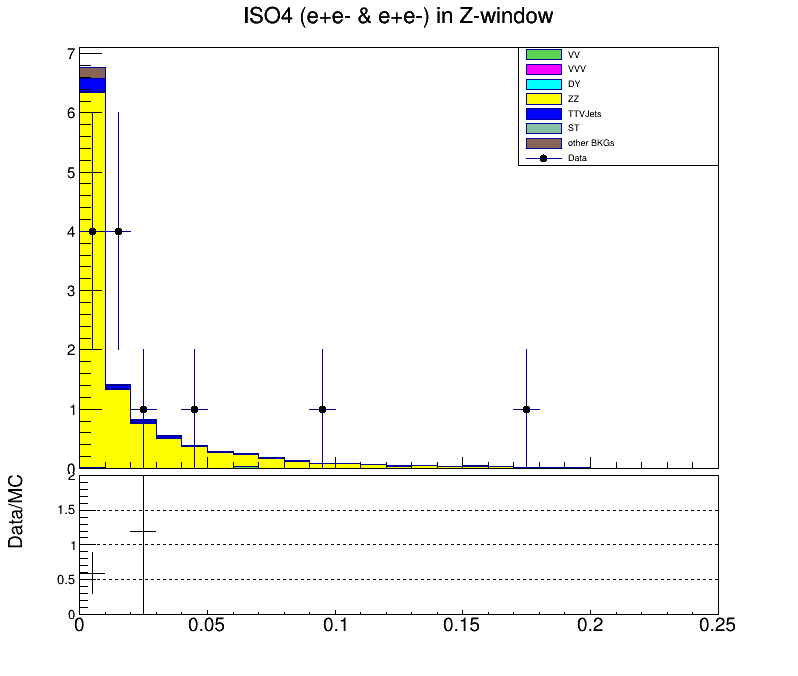 ISO4 (e+e- & e+e-) in Z-window
7
6
5
4
3
2
1
0
VV
VVV
DY
ZZ
TTVJets
ST
other BKGs
Data
Data/MC
2
1.5
1
0.5
0
0 0.05 0.1 0.15 0.2 0.25